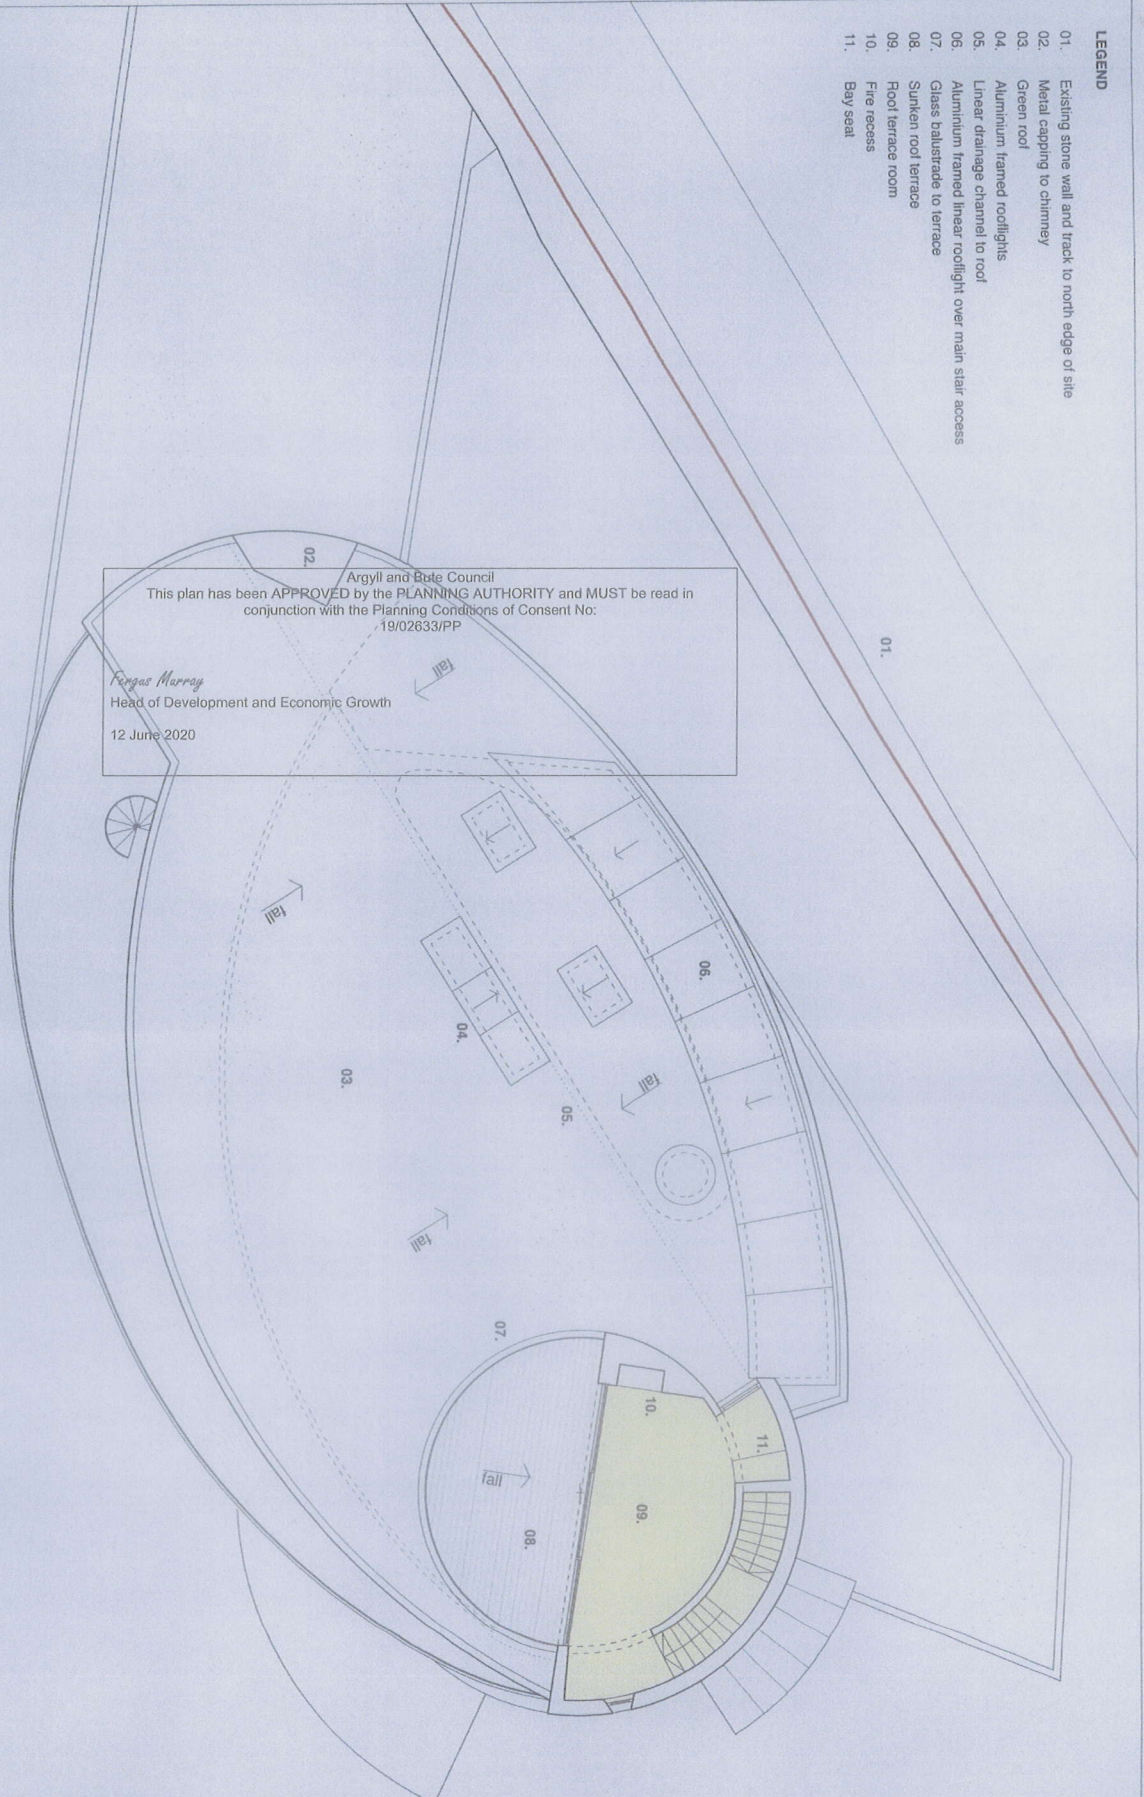 LEGEND
01. Existing stone wall and track to north edge of site
02. Metal capping to chimney
03. Green roof
04. Aluminium framed rooflights
05. Linear drainage channel to roof
06. Aluminium framed linear rooflight over main stair access
07. Glass balustrade to terrace
08. Sunken roof terrace
09. Roof terrace room
10. Fire recess
11. Bay seat
01.
02.
Argyll and Bute Council
This plan has been APPROVED by the PLANNING AUTHORITY and MUST be read in
conjunction with the Planning Conditions of Consent No:
19/02633/PP
Fergus Murray
Head of Development and Economic Growth
12 June 2020
fall
fall
06.
04.
03.
fall
05.
fall
07.
10.
11.
fall
09.
08.